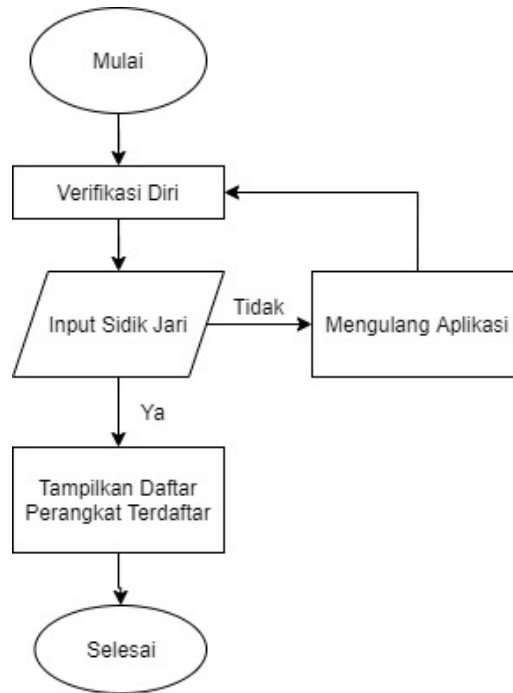 Mulai
Verifikasi Diri
Input Sidik Jari
Tidak
Mengulang Aplikasi
Ya
Tampilkan Daftar
Perangkat Terdaftar
Selesai